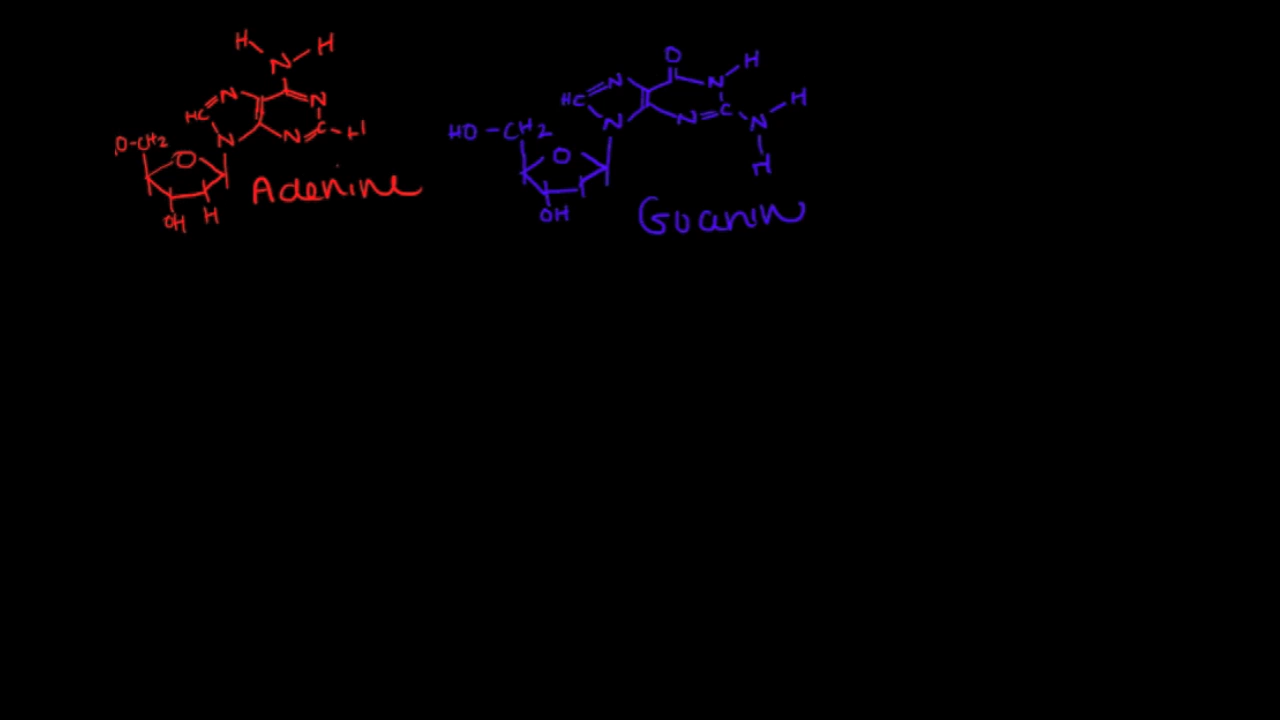 H H
N
N N
HC C H
N N
O-CH2
O
OH H
Adenine
O
H
N N
HC C H
N N N
HO-CH2
O H
OH
Guanin